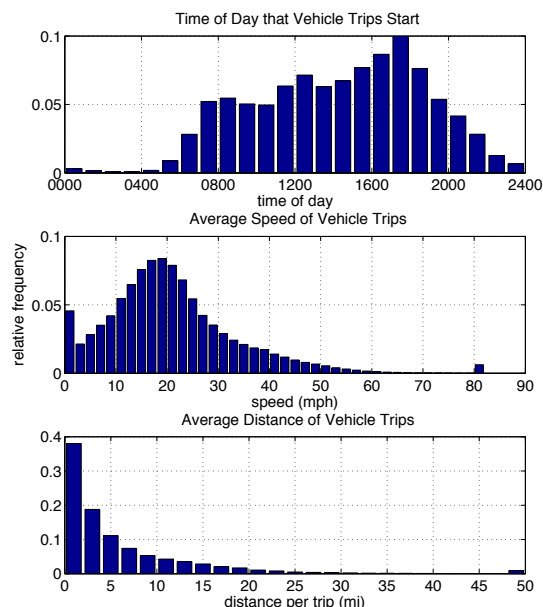 Time of Day that Vehicle Trips Start
0.1
0.05
0
0000 0400 0800 1200 1600 2000 2400
time of day
Average Speed of Vehicle Trips
0.1
0.05
0
relative frequency
0 10 20 30 40 50 60 70 80 90
speed (mph)
Average Distance of Vehicle Trips
0.4
0.3
0.2
0.1
0
0 5 10 15 20 25 30 35 40 45 50
distance per trip (mi)